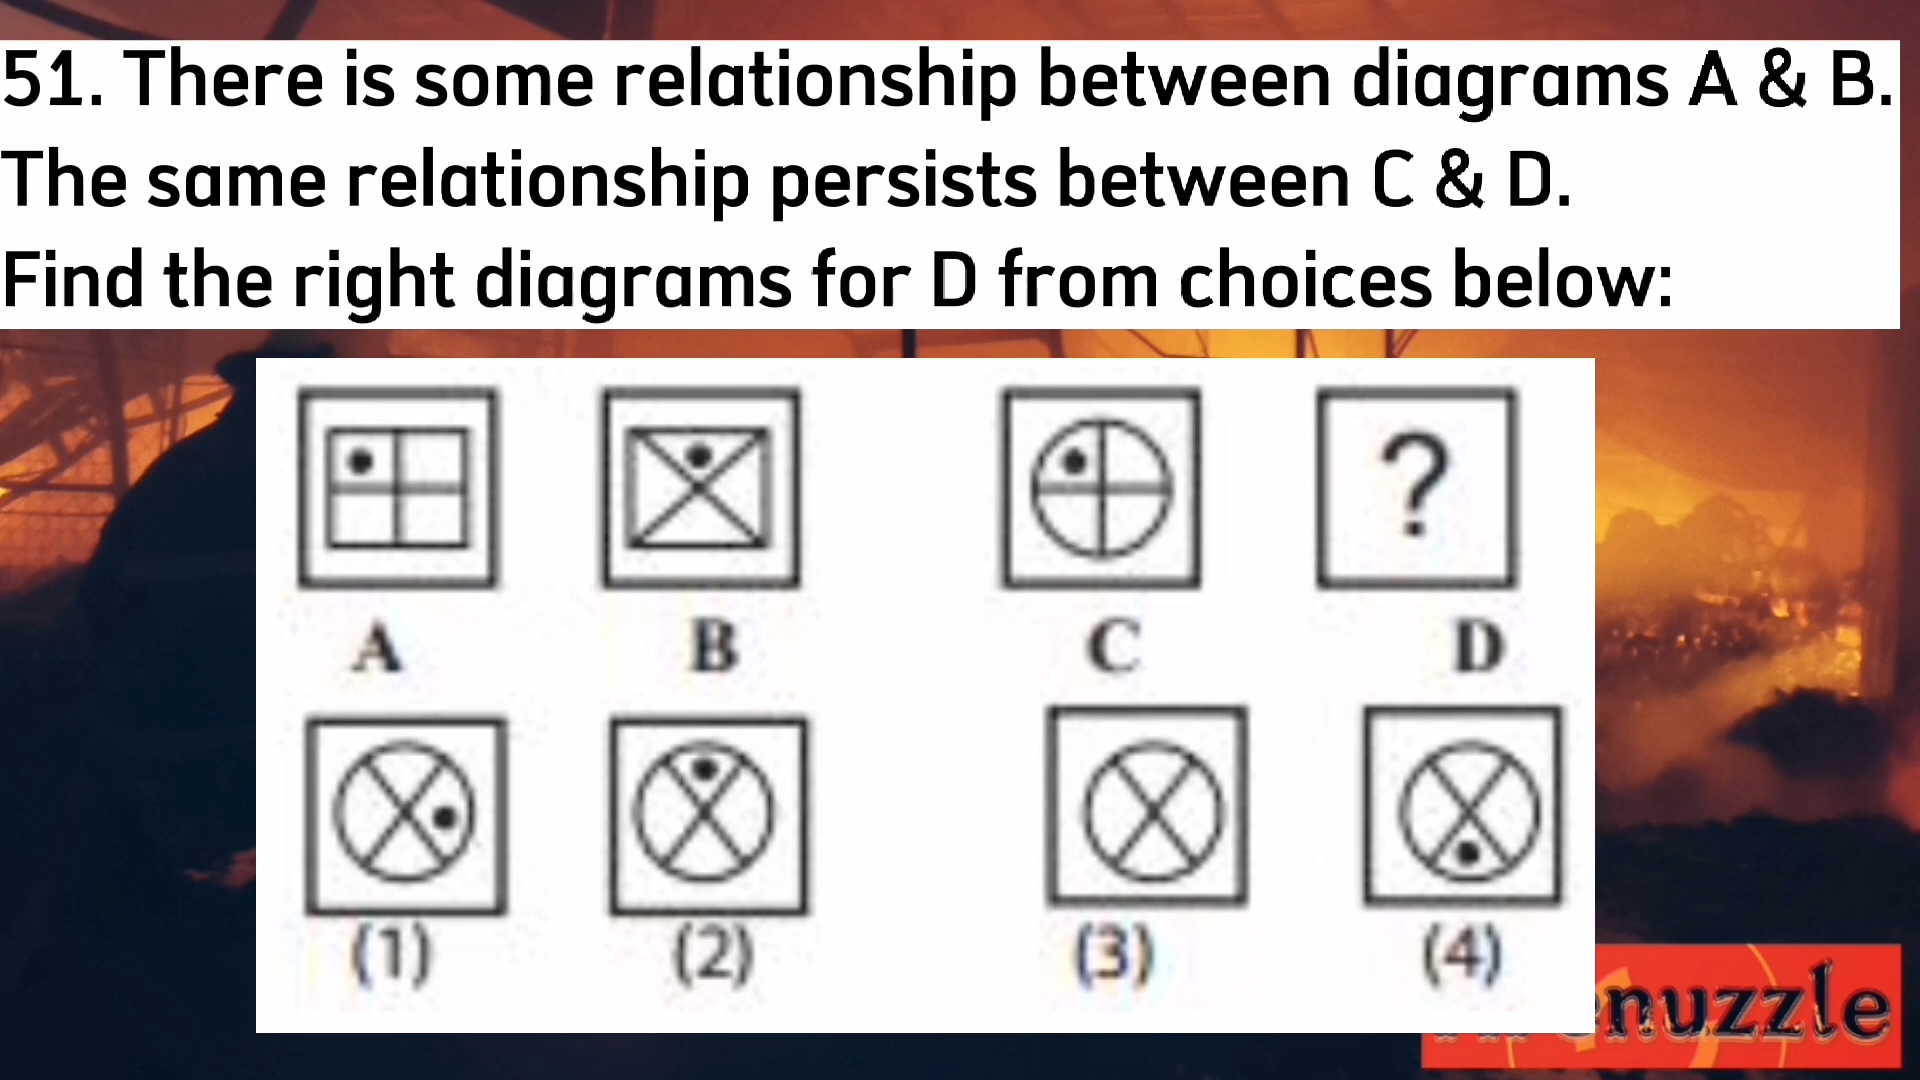 51. There is some relationship between diagrams A & B.
The same relationship persists between C & D.
Find the right diagrams for D from choices below:
?
A B C D
(1) (2) (3) (4)
nuzzle